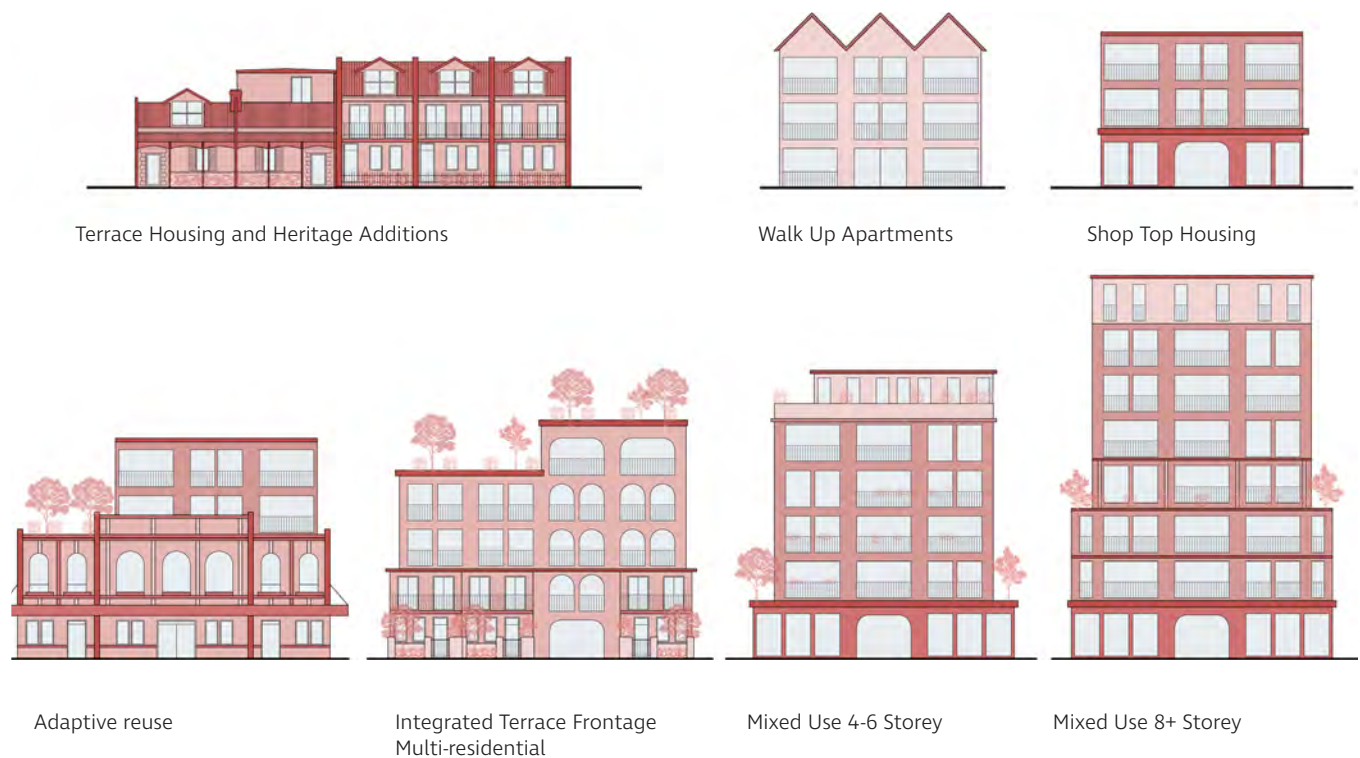 Terrace Housing and Heritage Additions
Walk Up Apartments
Shop Top Housing
Adaptive reuse
Integrated Terrace Frontage
Multi-residential
Mixed Use 4-6 Storey
Mixed Use 8+ Storey